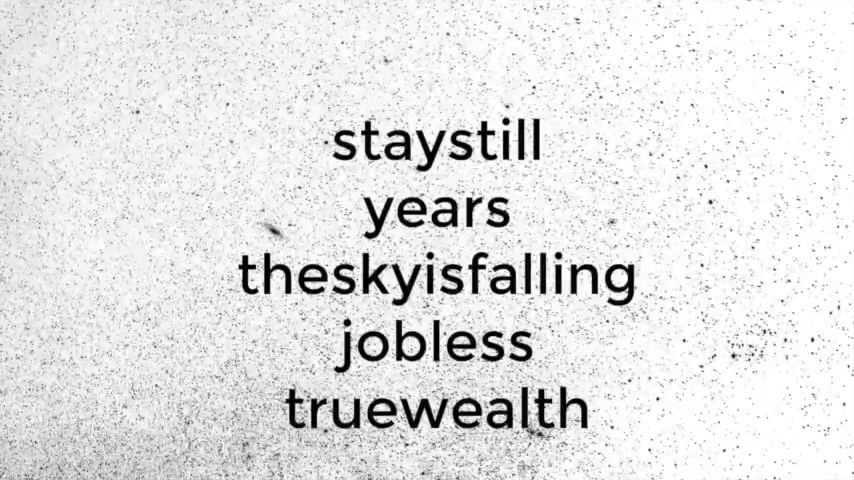 staystill
years
theskyisfalling
jobless
truewealth